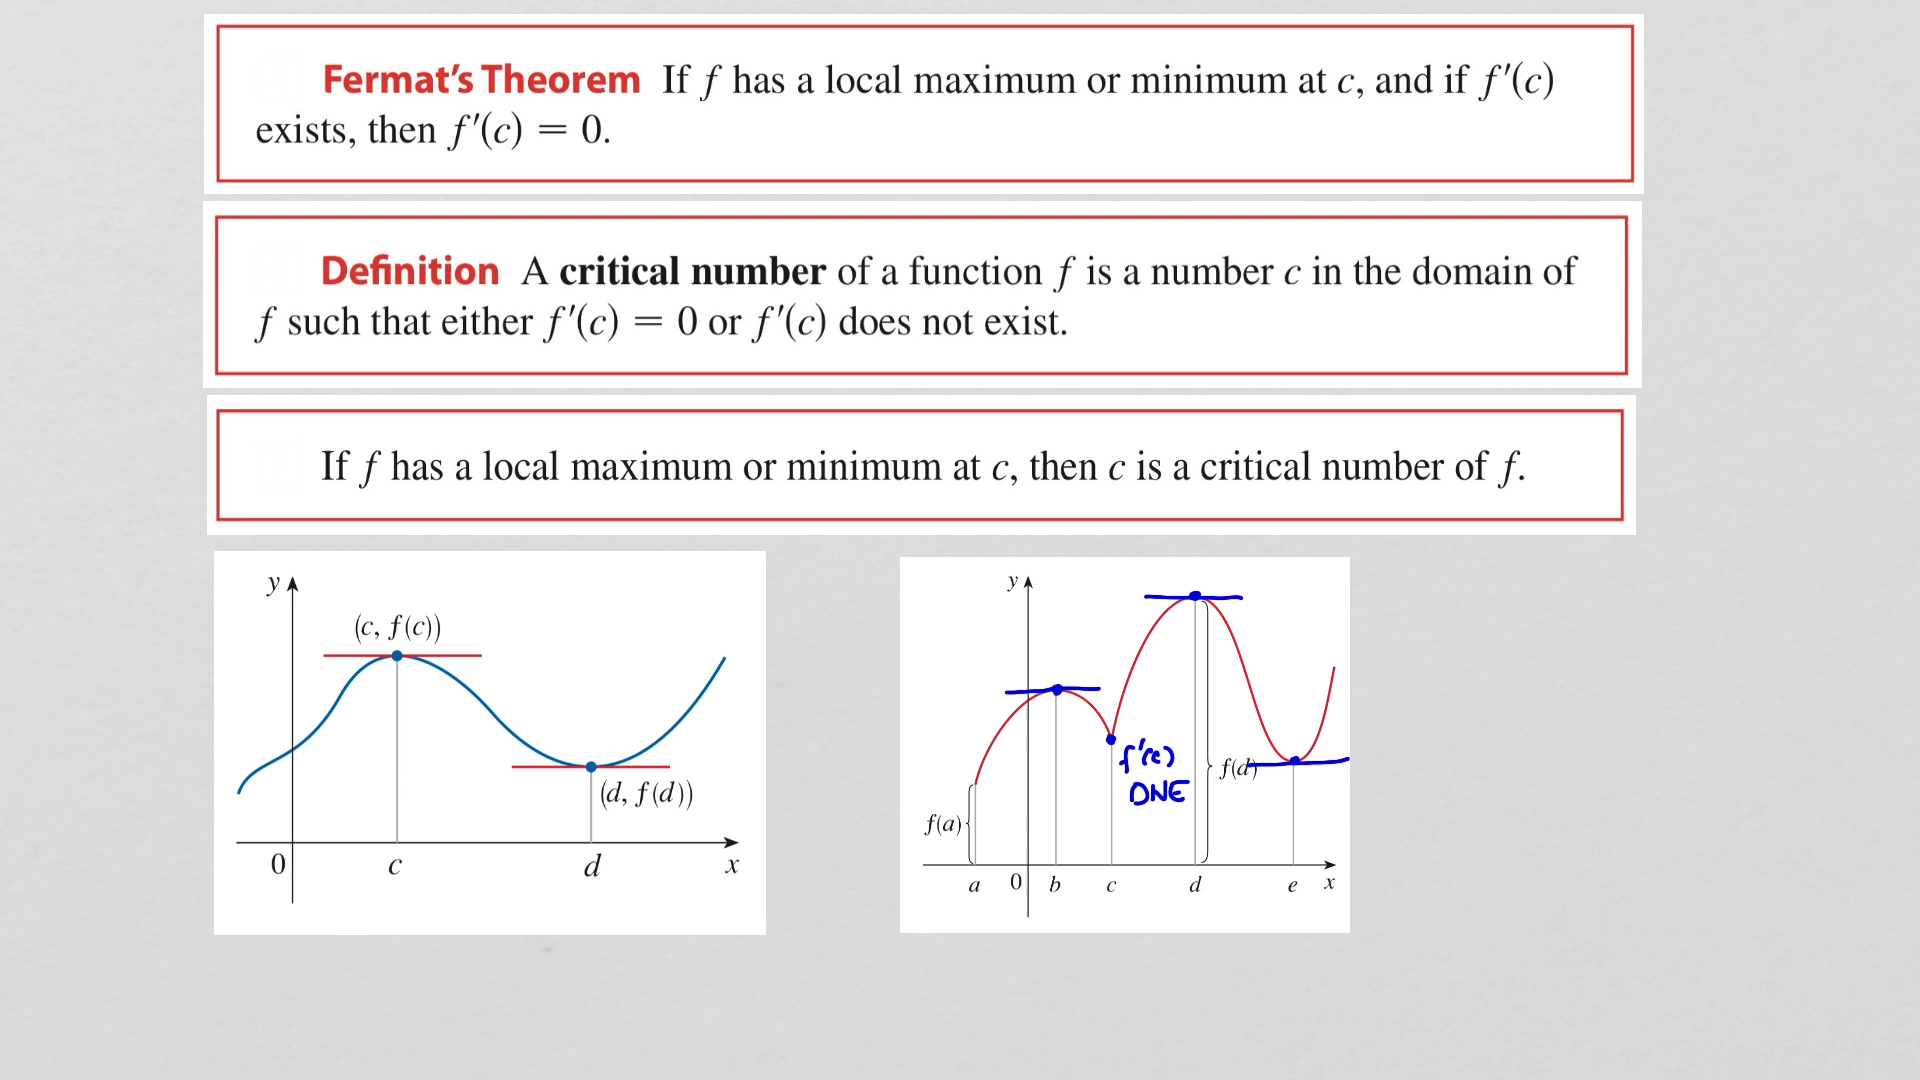 Fermat's Theorem If f has a local maximum or minimum at c, and if f′(c)
exists, then f′(c) = 0.
Definition A critical number of a function f is a number c in the domain of
f such that either f′(c) = 0 or f′(c) does not exist.
If f has a local maximum or minimum at c, then c is a critical number of f.
y
(c, f(c))
(d, f(d))
0
c
d
x
y
f'(c)
DNE
f(d)
f(a)
a
0
b
c
d
e
x